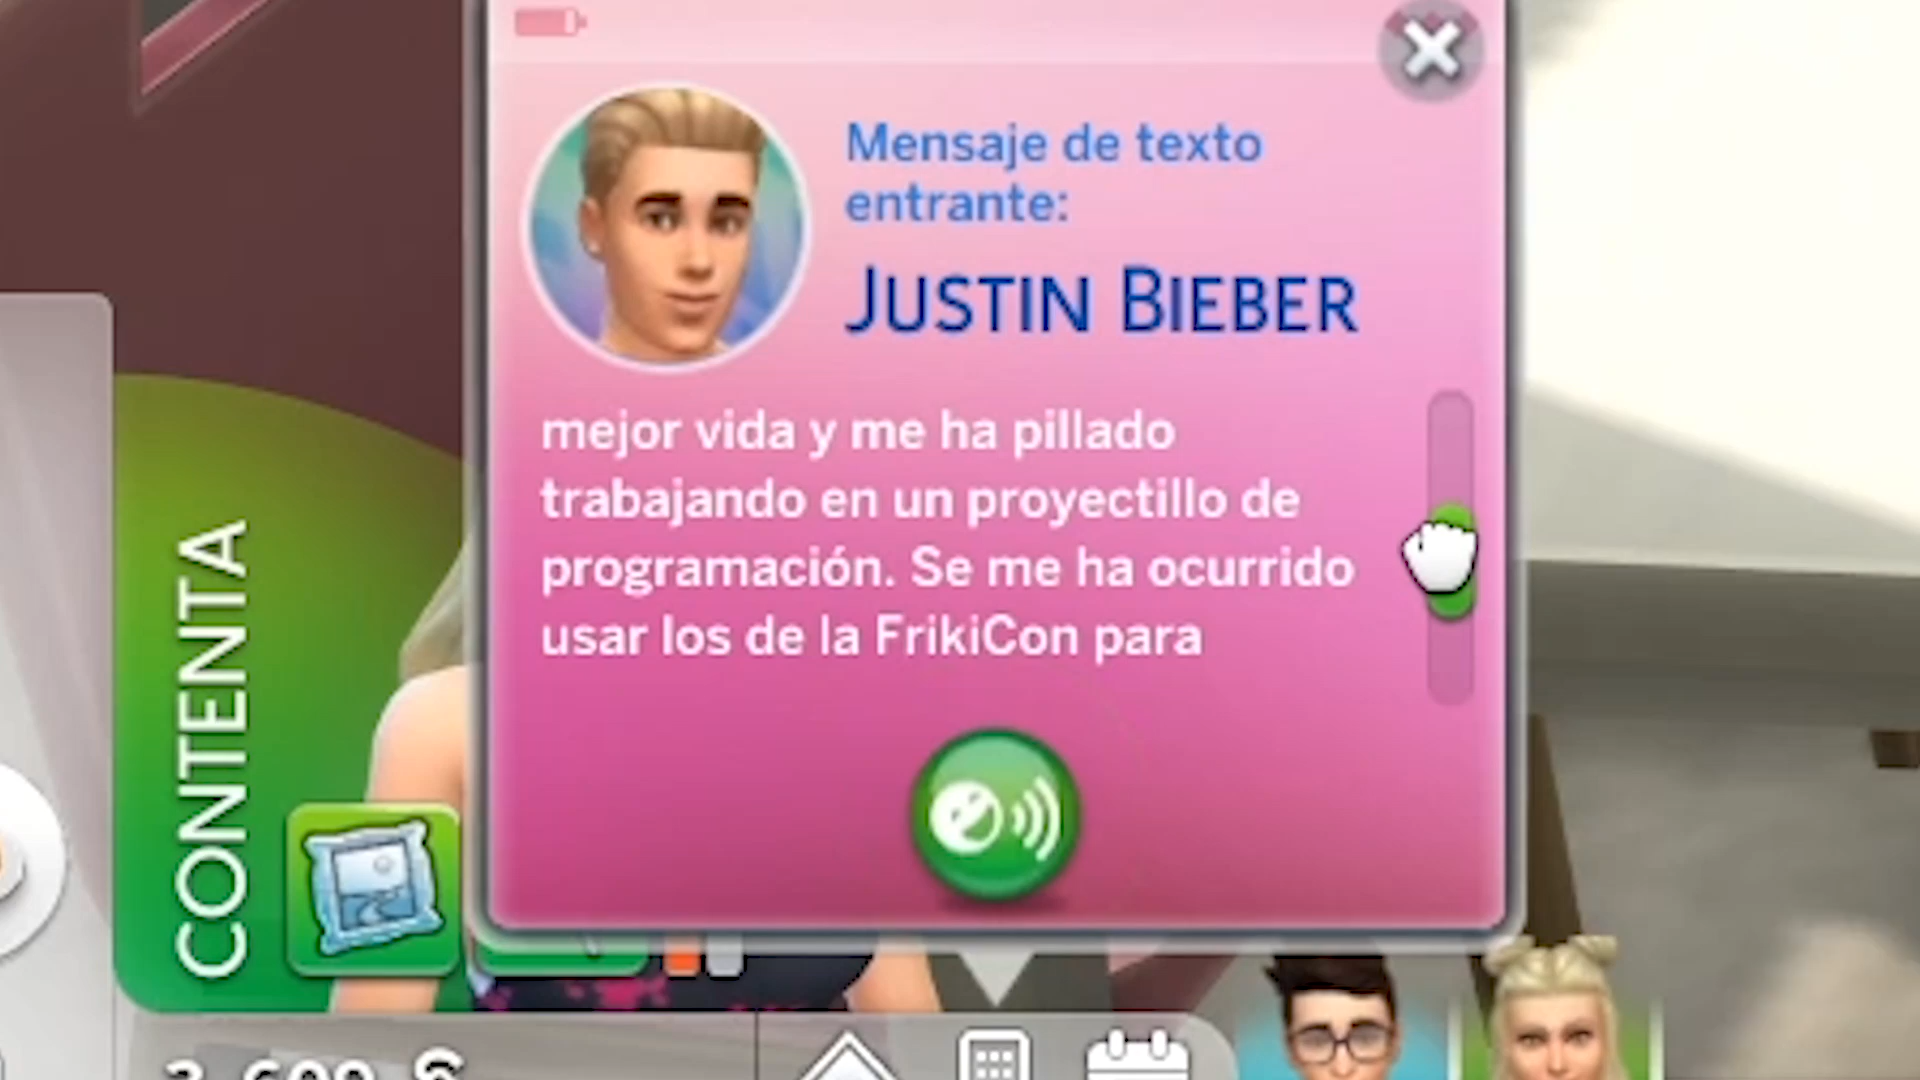 Mensaje de texto
entrante:
JUSTIN BIEBER
mejor vida y me ha pillado
trabajando en un proyectillo de
programación. Se me ha ocurrido
usar los de la FrikiCon para
CONTENTA